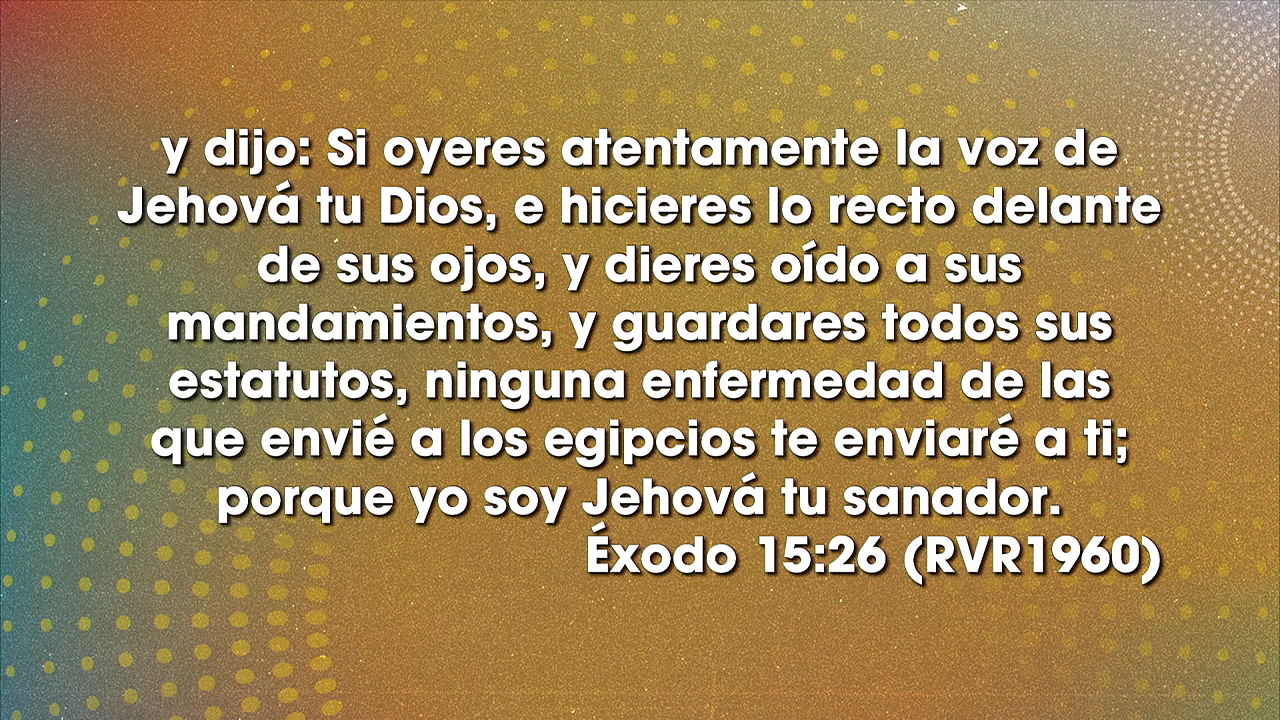 y dijo: Si oyeres atentamente la voz de
Jehová tu Dios, e hicieres lo recto delante
de sus ojos, y dieres oído a sus
mandamientos, y guardares todos sus
estatutos, ninguna enfermedad de las
que envié a los egipcios te enviaré a ti;
porque yo soy Jehová tu sanador.
Éxodo 15:26 (RVR1960)